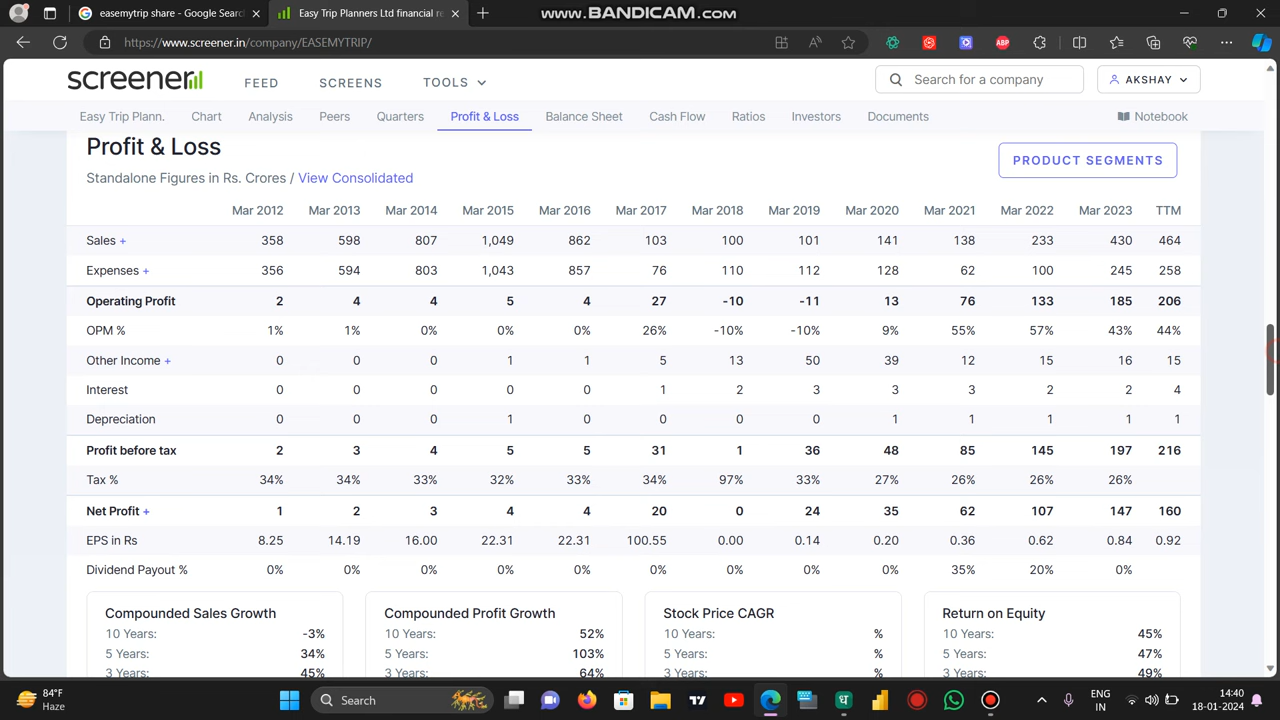 easemytrip share - Google Searc
Easy Trip Planners Ltd financial re
www.BANDICAM.com
https://www.screener.in/company/EASEMYTRIP/
screener
FEED SCREENS TOOLS
Search for a company
AKSHAY
Easy Trip Plann. Chart Analysis Peers Quarters Profit & Loss Balance Sheet Cash Flow Ratios Investors Documents Notebook
Profit & Loss
PRODUCT SEGMENTS
Standalone Figures in Rs. Crores / View Consolidated
Mar 2012 Mar 2013 Mar 2014 Mar 2015 Mar 2016 Mar 2017 Mar 2018 Mar 2019 Mar 2020 Mar 2021 Mar 2022 Mar 2023 TTM
Sales + 358 598 807 1,049 862 103 100 101 141 138 233 430 464
Expenses + 356 594 803 1,043 857 76 110 112 128 62 100 245 258
Operating Profit 2 4 4 5 4 27 -10 -11 13 76 133 185 206
OPM % 1% 1% 0% 0% 0% 26% -10% -10% 9% 55% 57% 43% 44%
Other Income + 0 0 0 1 1 5 13 50 39 12 15 16 15
Interest 0 0 0 0 0 1 2 3 3 3 2 2 4
Depreciation 0 0 0 1 0 0 0 0 1 1 1 1 1
Profit before tax 2 3 4 5 5 31 1 36 48 85 145 197 216
Tax % 34% 34% 33% 32% 33% 34% 97% 33% 27% 26% 26% 26%
Net Profit + 1 2 3 4 4 20 0 24 35 62 107 147 160
EPS in Rs 8.25 14.19 16.00 22.31 22.31 100.55 0.00 0.14 0.20 0.36 0.62 0.84 0.92
Dividend Payout % 0% 0% 0% 0% 0% 0% 0% 0% 0% 35% 20% 0%
Compounded Sales Growth
10 Years: -3%
5 Years: 34%
3 Years: 45%
Compounded Profit Growth
10 Years: 52%
5 Years: 103%
3 Years: 64%
Stock Price CAGR
10 Years: %
5 Years: %
3 Years: %
Return on Equity
10 Years: 45%
5 Years: 47%
3 Years: 49%
84°F
Haze
Search
ENG
IN
14:40
18-01-2024